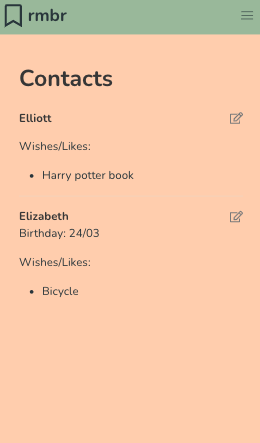 rmbr
Contacts
Elliott
Wishes/Likes:
Harry potter book
Elizabeth
Birthday: 24/03
Wishes/Likes:
Bicycle